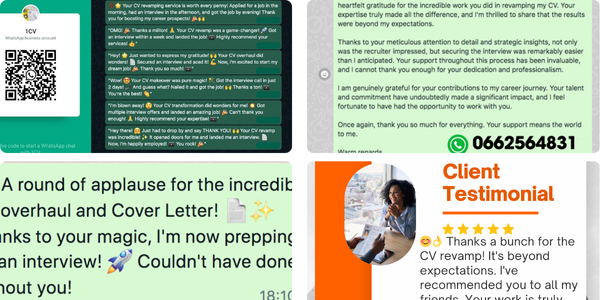 1CV
WhatsApp business account
"🌟 Your CV revamping service is worth every penny! Applied for a job in the
morning, had an interview in the afternoon, and got the job by evening! Thank
you for boosting my career prospects! 🎉🙌"
"OMG! 🎉 Thanks a million! 🙏 Your CV revamp was a game-changer! 🚀 Got an
interview within a week and landed the job! 🎓 Highly recommend your
services! 👏"
"Hey! 🌟 Just wanted to express my gratitude! 🙌 Your CV overhaul did
wonders! 📄 Secured an interview and aced it! 💪 Now, I'm excited to start my
dream job! 🎉 Thank you so much! 🎓"
"Wow! 🤩 Your CV makeover was pure magic! ✨ Got the interview call in just
2 days! ... And guess what? Nailed it and got the job! 🙌 Thanks a tonne!
You're the best! 👏"
"I'm blown away! 😲 Your CV transformation did wonders for me! 🌟 Got
multiple interview offers and landed an amazing job! 🎉 Can't thank you
enough! 🙏 Highly recommend your expertise! 🎓"
"Hey there! 😊 Just had to drop by and say THANK YOU! 🙌 Your CV revamp
was incredible! ✨ It opened doors for me and landed me an interview. 📄
Now, I'm happily employed! 🎓 You rock! 🎉"
his code to start a WhatsApp chat
with 1CV.
heartfelt gratitude for the incredible work you did in revamping my CV. Your
expertise truly made all the difference, and I'm thrilled to share that the results
were beyond my expectations.
Thanks to your meticulous attention to detail and strategic insights, not only
was the recruiter impressed, but securing the interview was remarkably easier
than I anticipated. Your support throughout this process has been invaluable,
and I cannot thank you enough for your dedication and professionalism.
I am genuinely grateful for your contributions to my career journey. Your talent
and commitment have undoubtedly made a significant impact, and I feel
fortunate to have had the opportunity to work with you.
Once again, thank you so much for everything. Your support means the world
to me.
Warm regards
0662564831
A round of applause for the incredib
overhaul and Cover Letter! 📄✨
nks to your magic, I'm now prepping
an interview! 🚀 Couldn't have done
hout you!
18:10
Client
Testimonial
😊👌 Thanks a bunch for the
CV revamp! It's beyond
expectations. I've
recommended you to all my
friends. Your work is truly